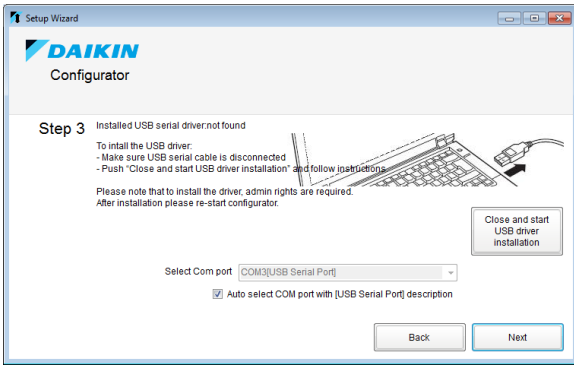 Setup Wizard
DAIKIN
Configurator
Step 3
Installed USB serial driver:not found
To intall the USB driver:
- Make sure USB serial cable is disconnected
- Push "Close and start USB driver installation" and follow instructions
Please note that to install the driver, admin rights are required.
After installation please re-start configurator.
Close and start
USB driver
installation
Select Com port
COM3[USB Serial Port]
Auto select COM port with [USB Serial Port] description
Back
Next